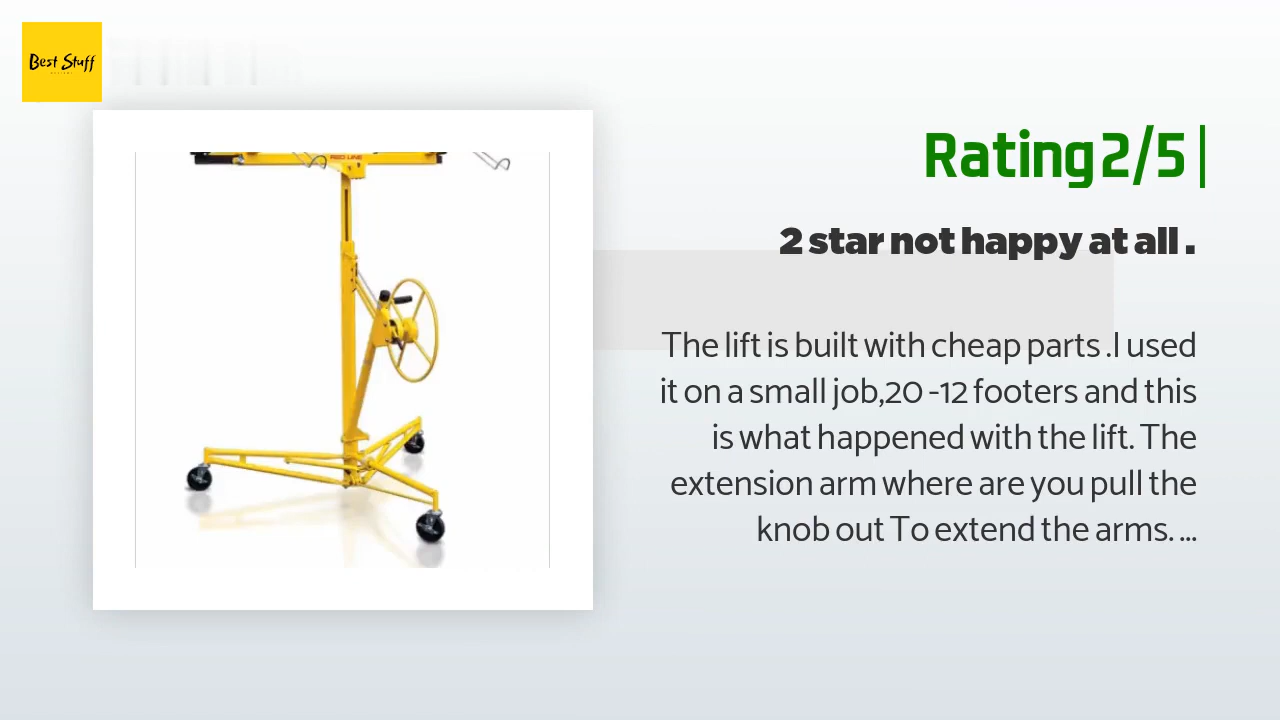 Best Stuff
RED LINE
Rating 2/5 |
2 star not happy at all .
The lift is built with cheap parts .I used
it on a small job,20 -12 footers and this
is what happened with the lift. The
extension arm where are you pull the
knob out To extend the arms. ...